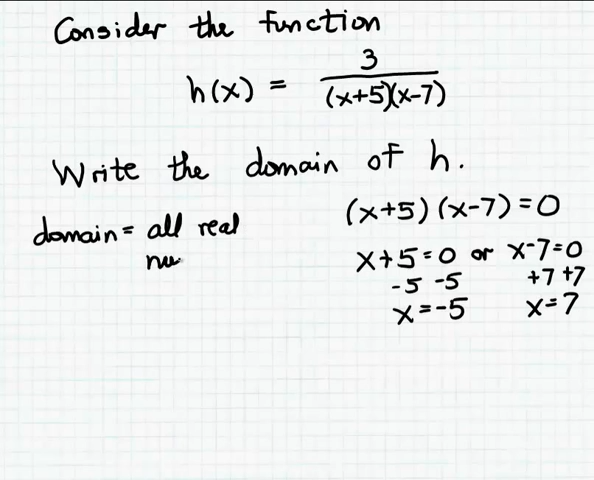 Consider the function
h(x) = 3 / (x+5)(x-7)
Write the domain of h.
domain = all real
nu
(x+5)(x-7)=0
x+5=0 or x-7=0
-5 -5 +7 +7
x=-5 x=7